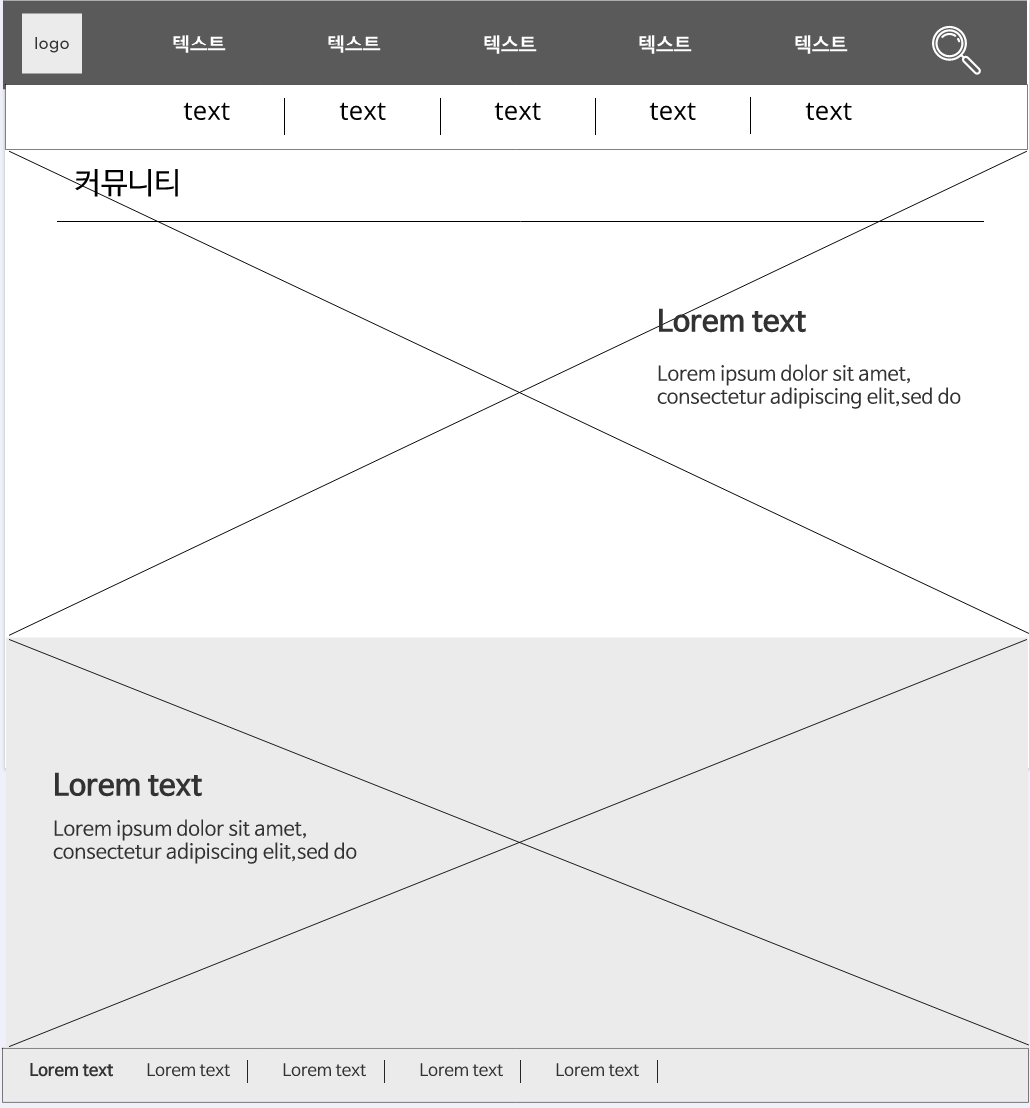 logo 텍스트 텍스트 텍스트 텍스트 텍스트
text text text text text
커뮤니티
Lorem text
Lorem ipsum dolor sit amet,
consectetur adipiscing elit,sed do
Lorem text
Lorem ipsum dolor sit amet,
consectetur adipiscing elit,sed do
Lorem text Lorem text Lorem text Lorem text Lorem text